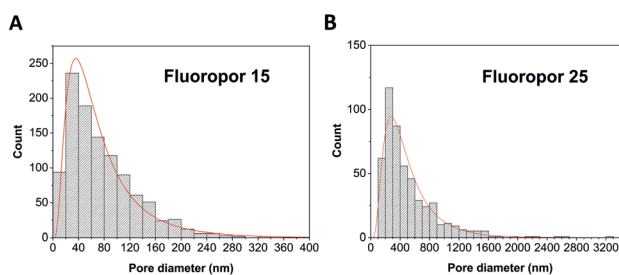 A
Fluoropor 15
Count
250
200
150
100
50
0
0 40 80 120 160 200 240 280 320 360 400
Pore diameter (nm)
B
Fluoropor 25
Count
150
100
50
0
0 400 800 1200 1600 2000 2400 2800 3200
Pore diameter (nm)